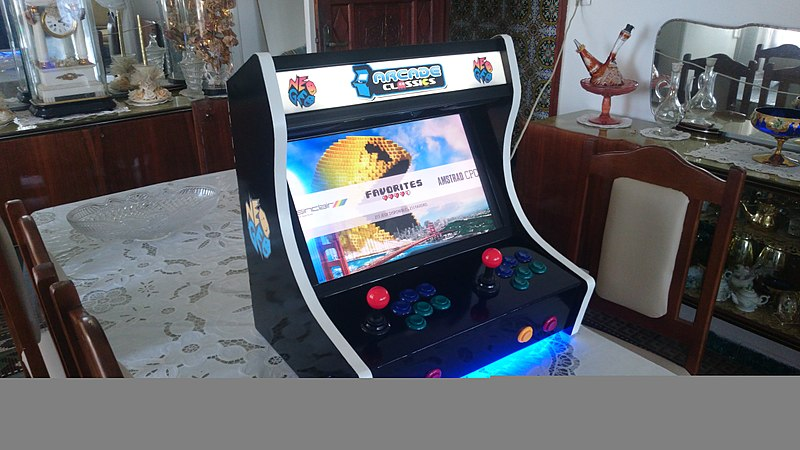 NEO GEO
ARCADE
CLASSICS
NEO GEO
NEO GEO
FAVORITES
AMSTRAD CPC